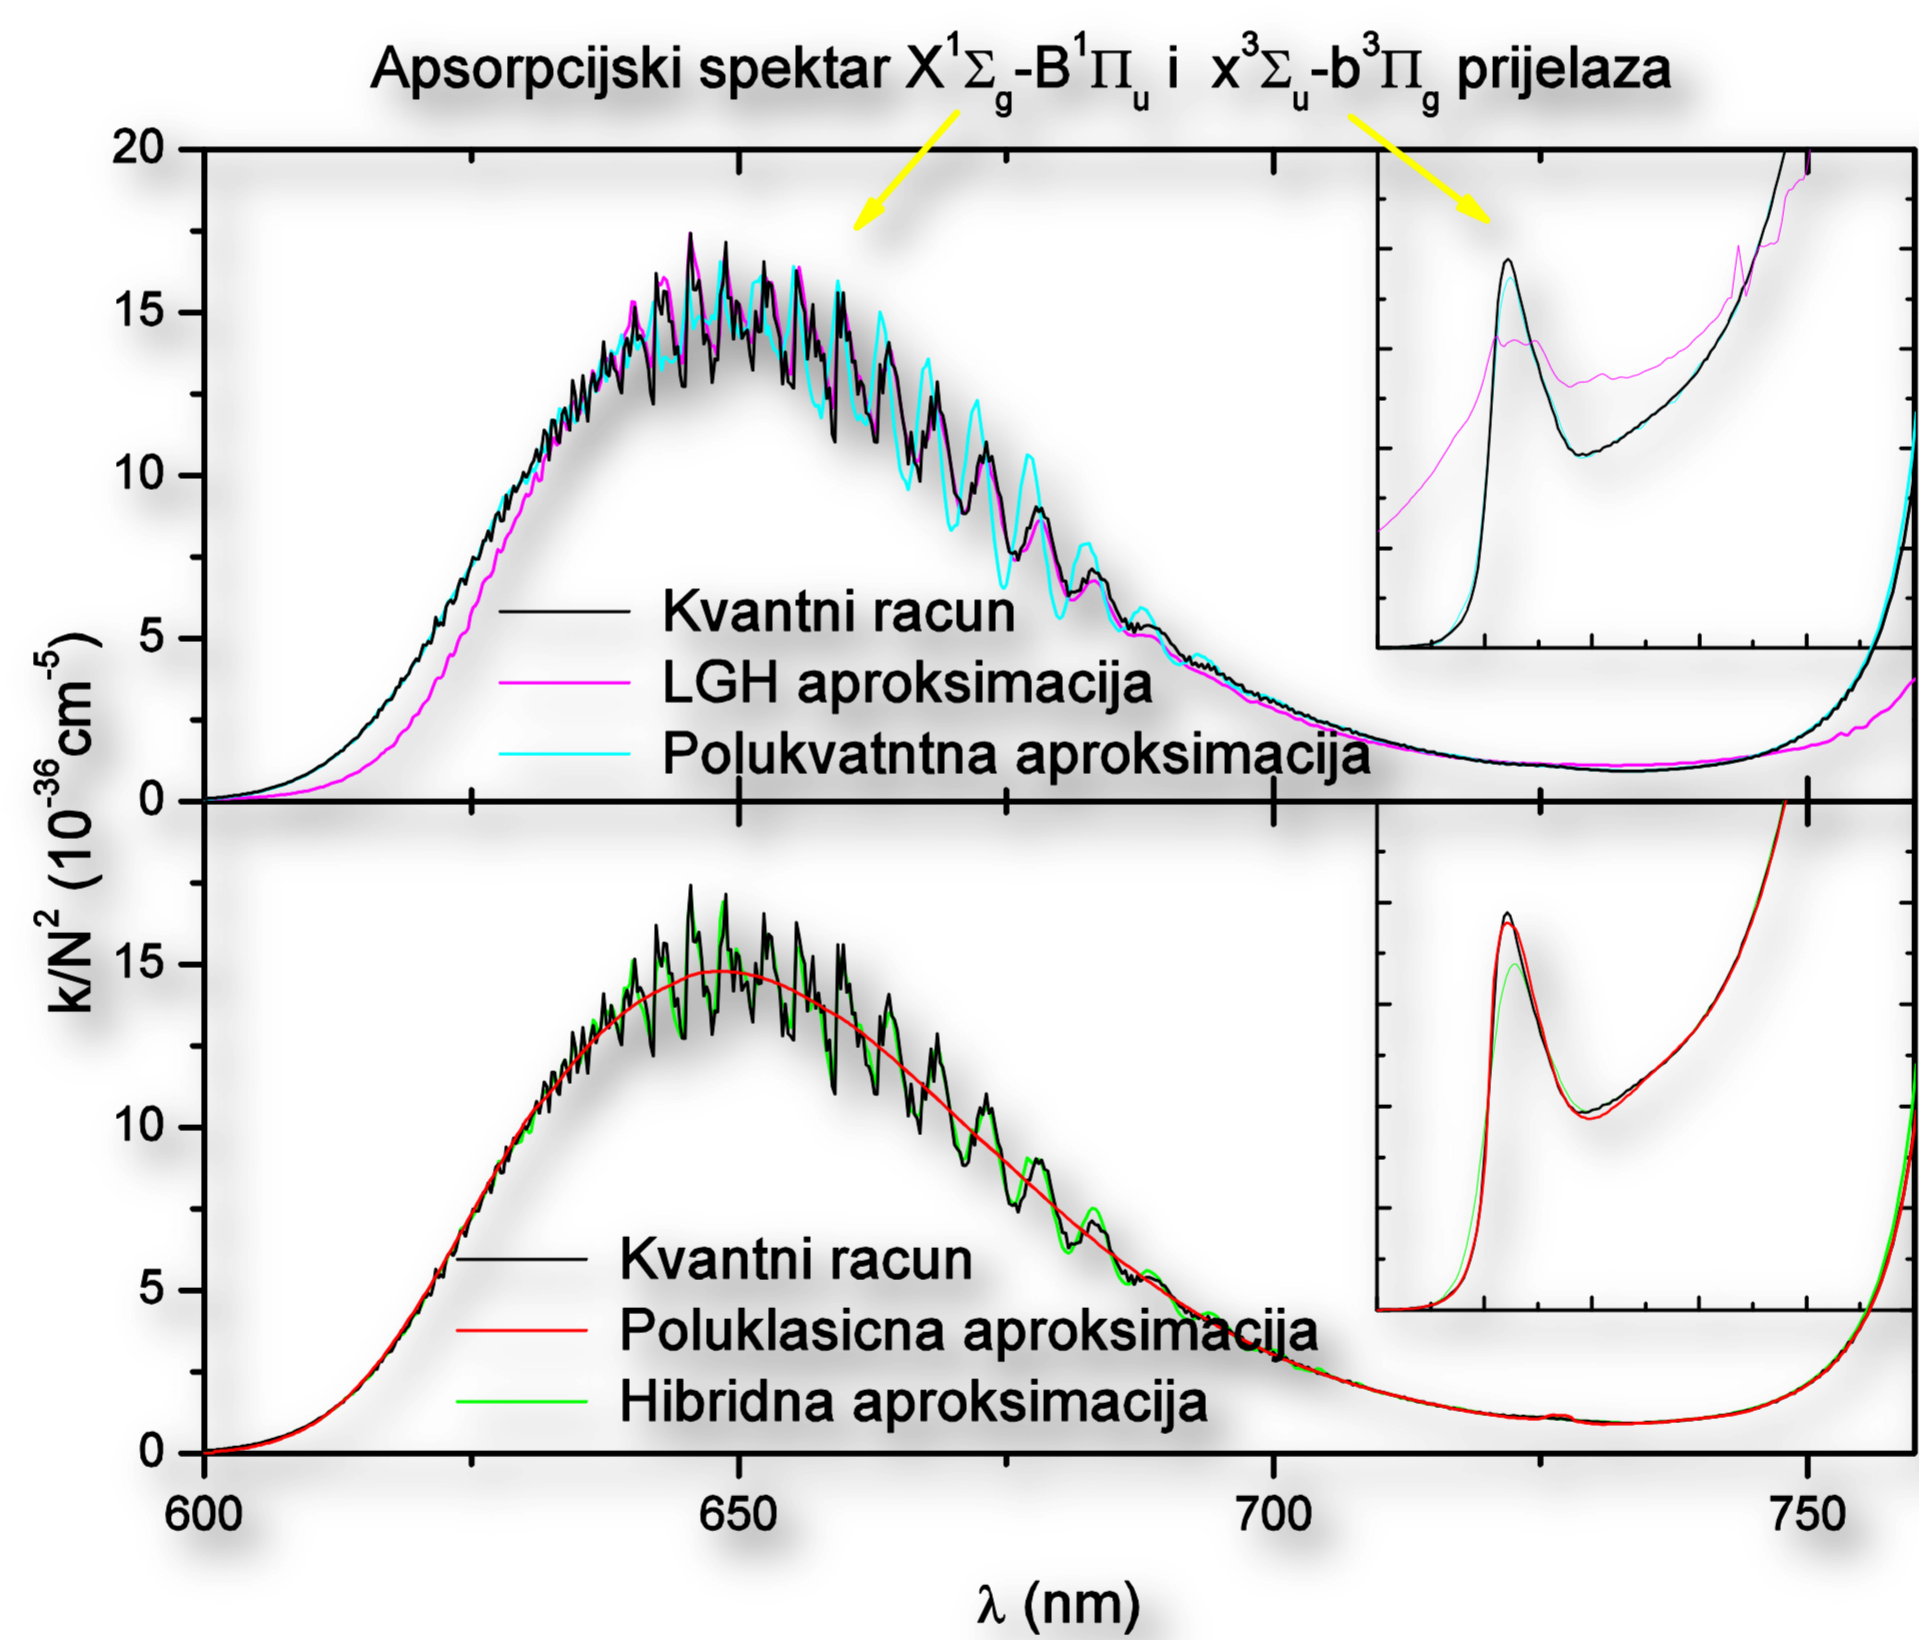 Apsorpcijski spektar X¹Σg-B¹Πu i x³Σu-b³Πg prijelaza
20
15
10
5
0
Kvantni racun
LGH aproksimacija
Polukvatntna aproksimacija
k/N² (10⁻³⁶cm⁻⁵)
15
10
5
0
Kvantni racun
Poluklasicna aproksimacija
Hibridna aproksimacija
600 650 700 750
λ (nm)